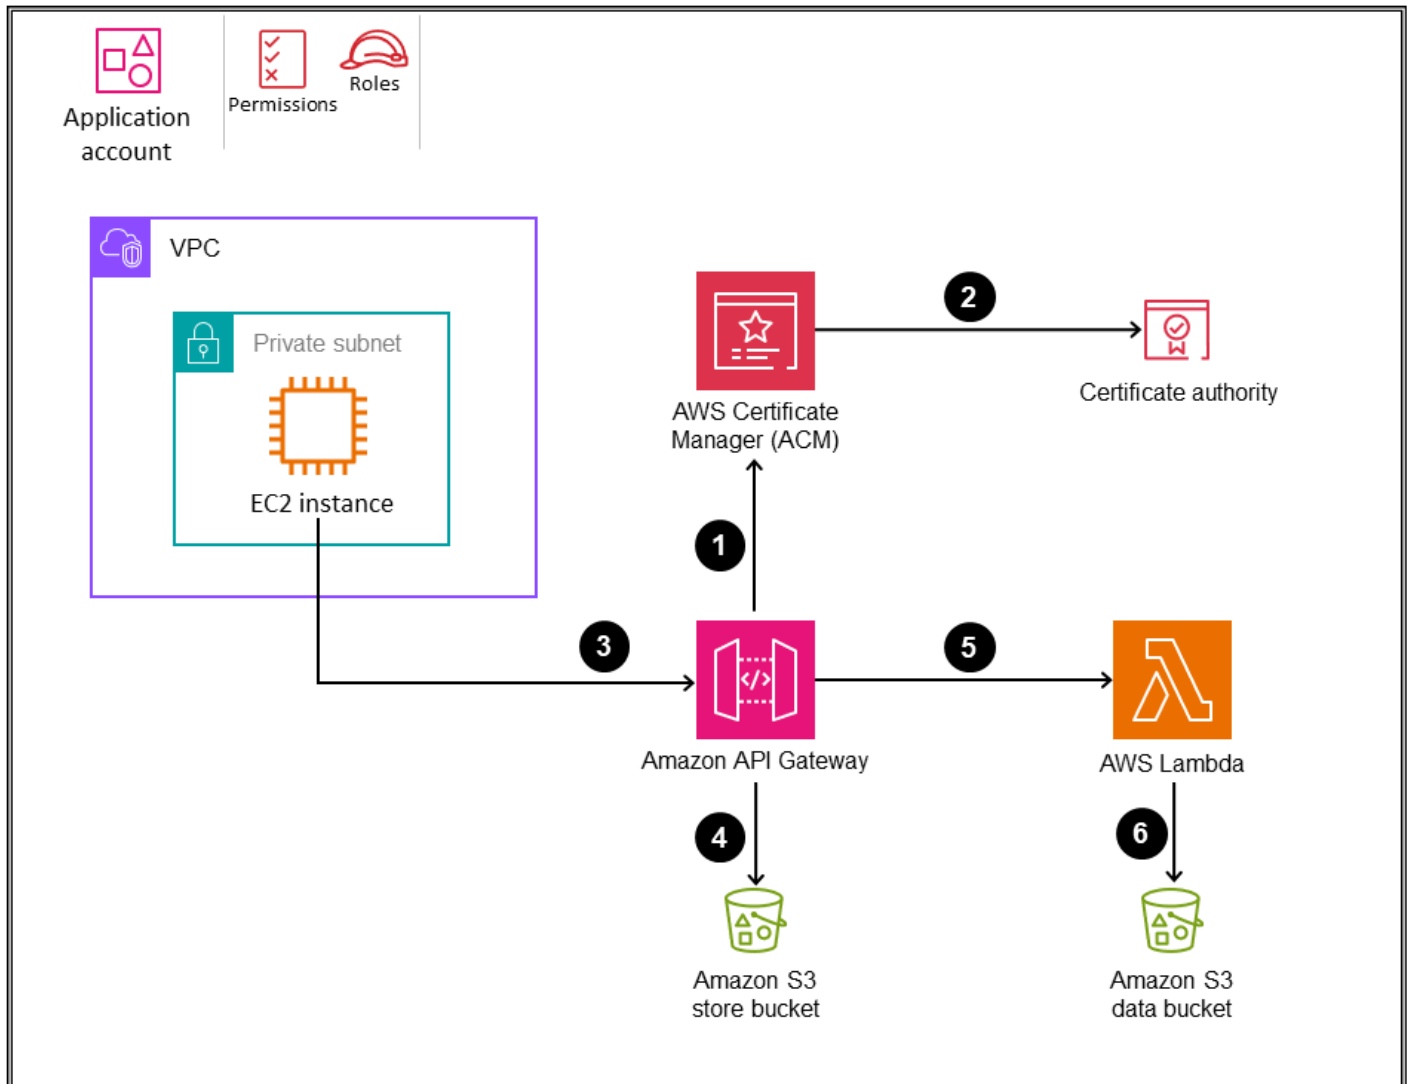 Application
account
Permissions
Roles
VPC
Private subnet
EC2 instance
2
AWS Certificate
Manager (ACM)
Certificate authority
1
3
5
</>
Amazon API Gateway
AWS Lambda
4
6
Amazon S3
store bucket
Amazon S3
data bucket